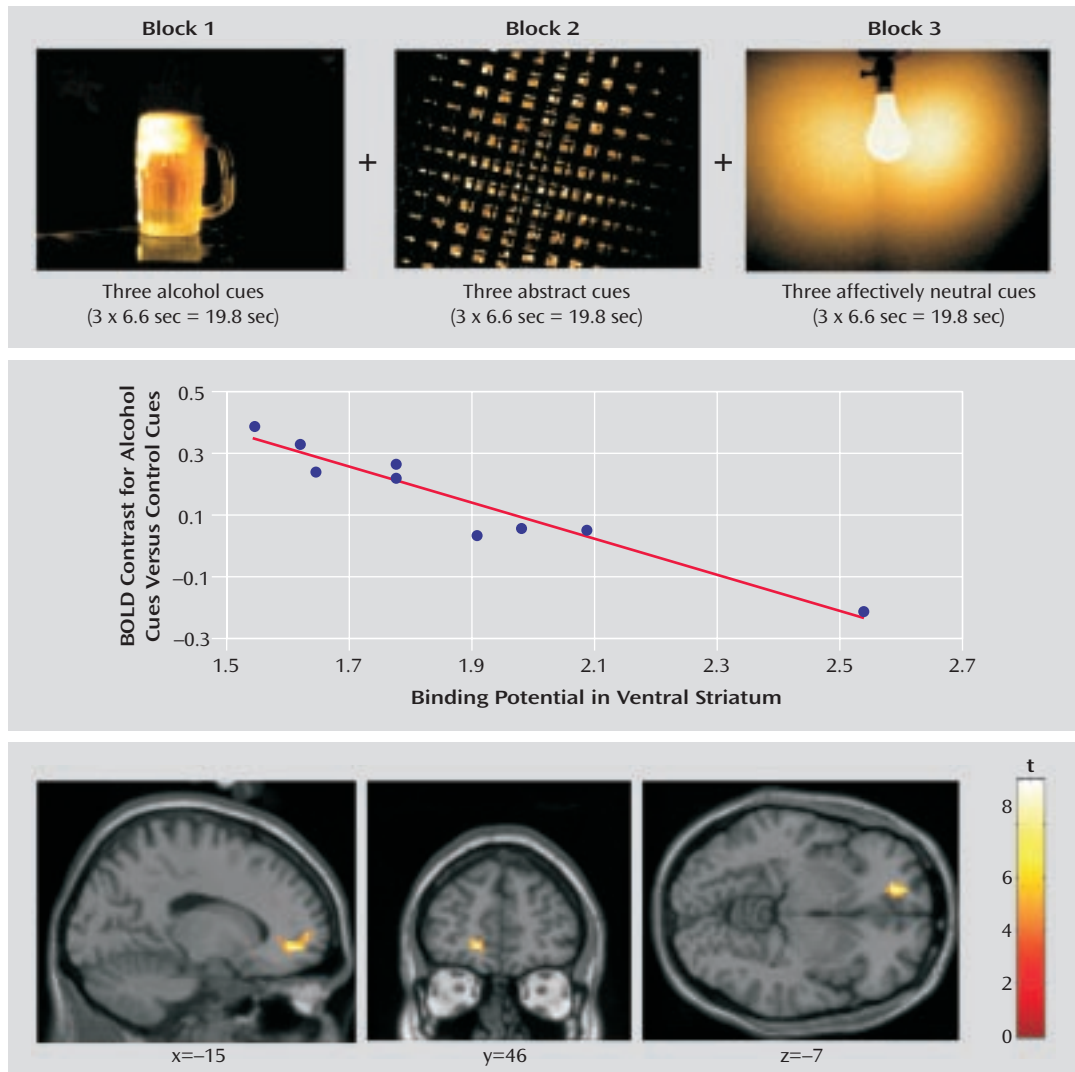 Block 1
Block 2
Block 3
+
+
Three alcohol cues
(3 x 6.6 sec = 19.8 sec)
Three abstract cues
(3 x 6.6 sec = 19.8 sec)
Three affectively neutral cues
(3 x 6.6 sec = 19.8 sec)
BOLD Contrast for Alcohol
Cues Versus Control Cues
0.5
0.3
0.1
–0.1
–0.3
1.5
1.7
1.9
2.1
2.3
2.5
2.7
Binding Potential in Ventral Striatum
x=–15
y=46
z=–7
t
8
6
4
2
0